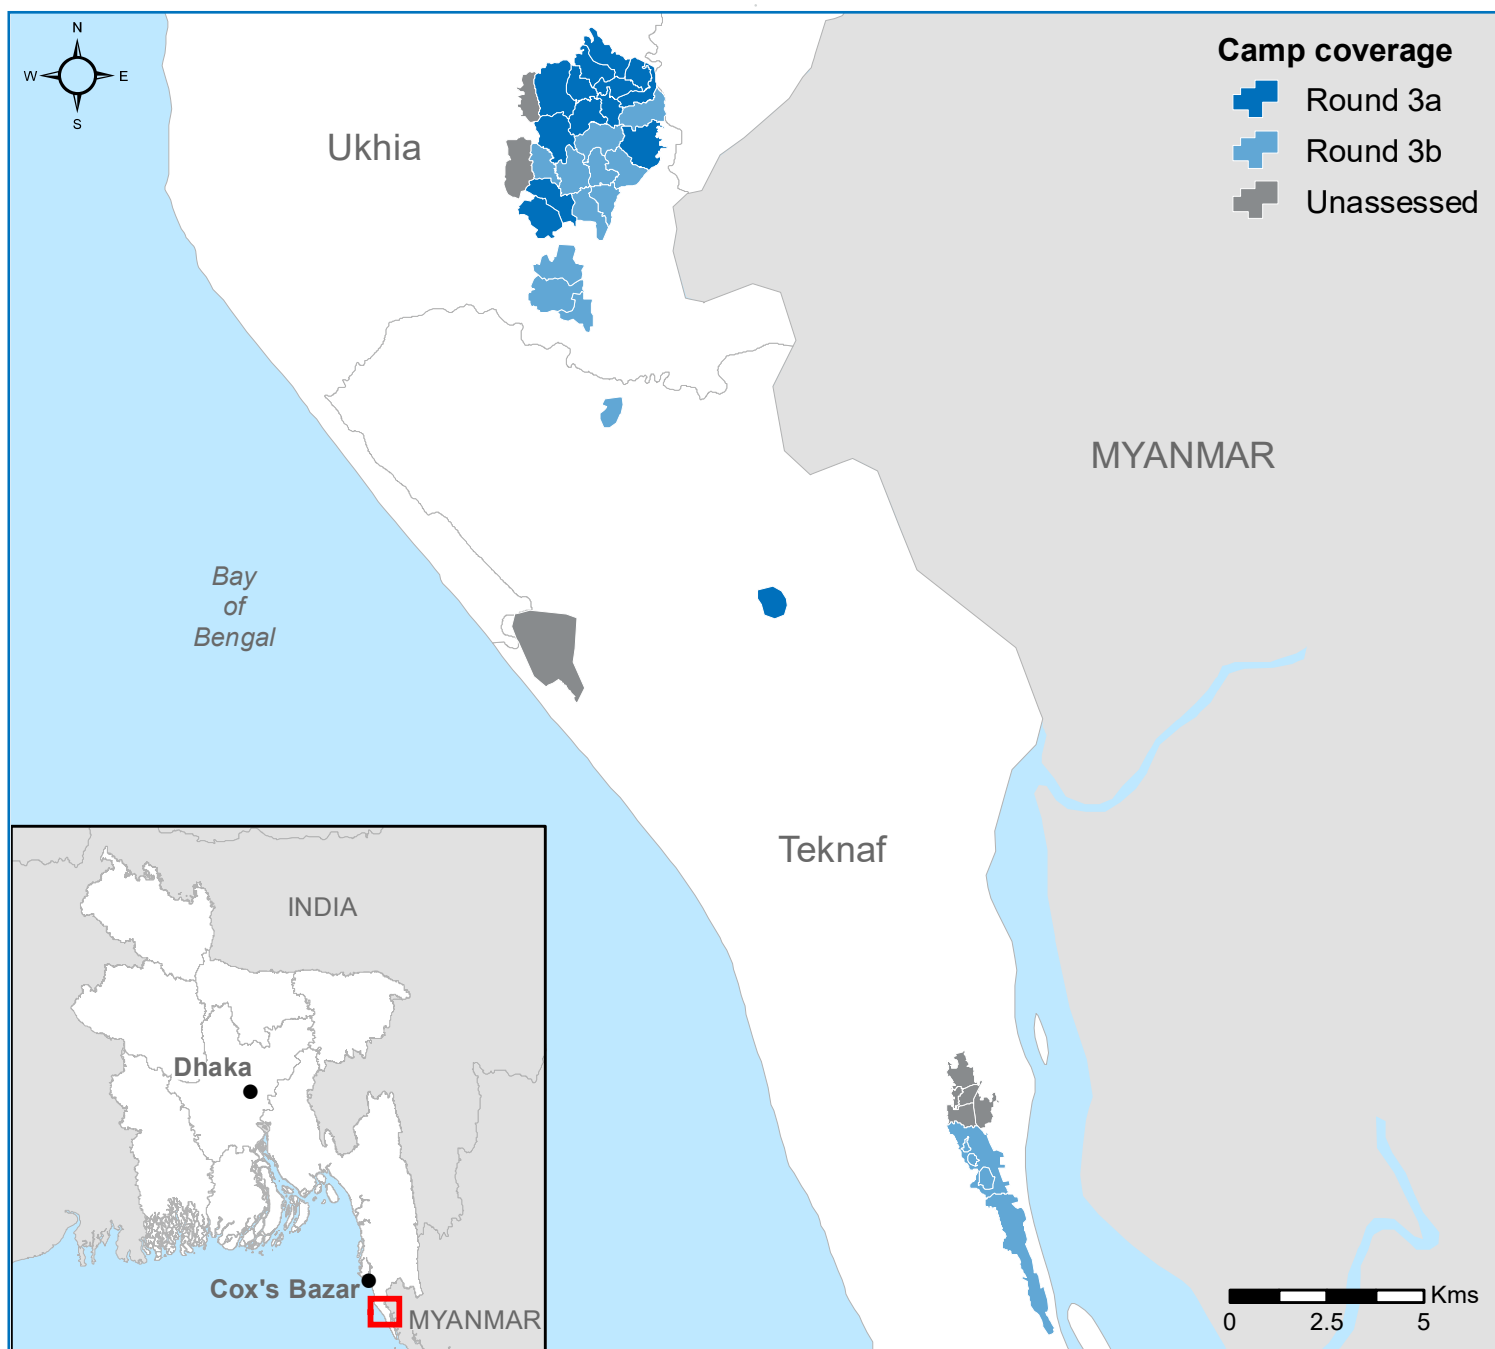 N
W
E
S
Ukhia
Camp coverage
Round 3a
Round 3b
Unassessed
MYANMAR
Bay
of
Bengal
Teknaf
INDIA
Dhaka
Cox's Bazar
MYANMAR
Kms
0
2.5
5